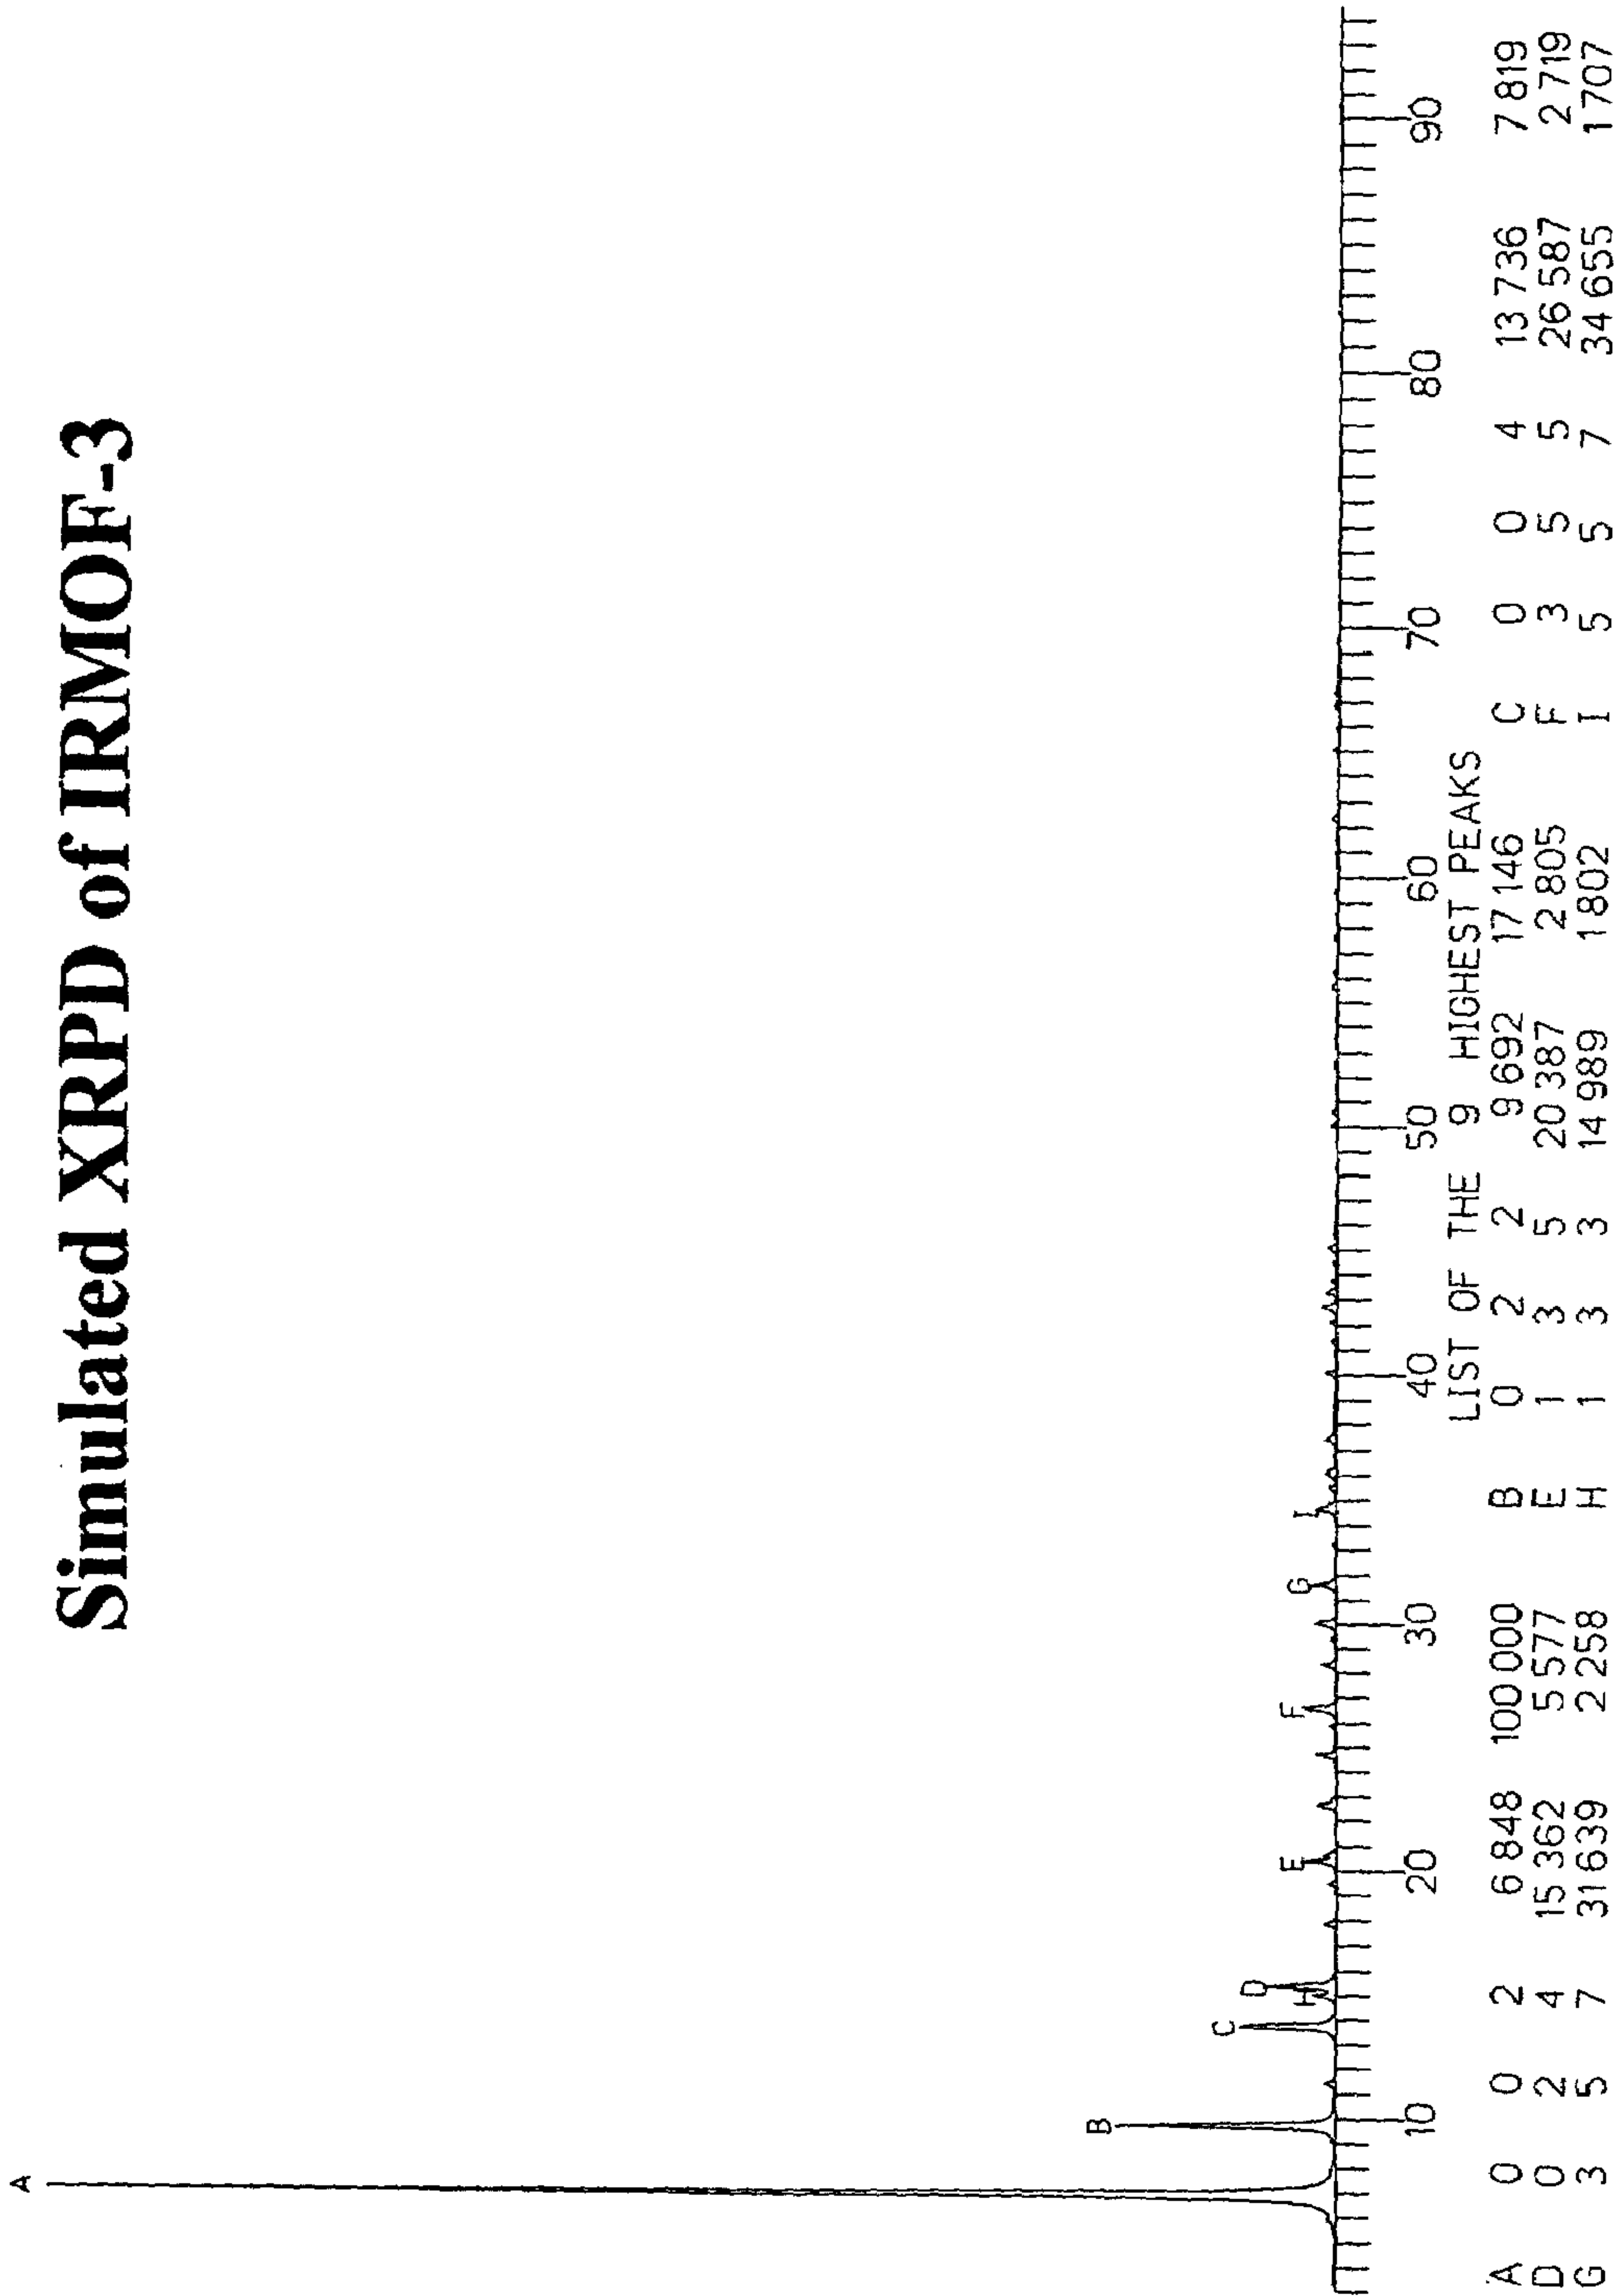 Simulated XRPD of IRMOF-3
A
B
C
D
H
E
F
G
I
10 20 30 40 50 60 70 80 90
LIST OF THE 9 HIGHEST PEAKS
A 0 0 2 6 848 100 000 B 0 2 2 9 692 17 146 C 0 0 4 13 736 7 819
D 0 2 4 15 362 5 577 E 1 3 5 20 387 2 805 F 3 5 5 26 587 2 719
G 3 5 7 31 639 2 258 H 1 3 3 14 989 1 802 I 5 5 7 34 655 1 707